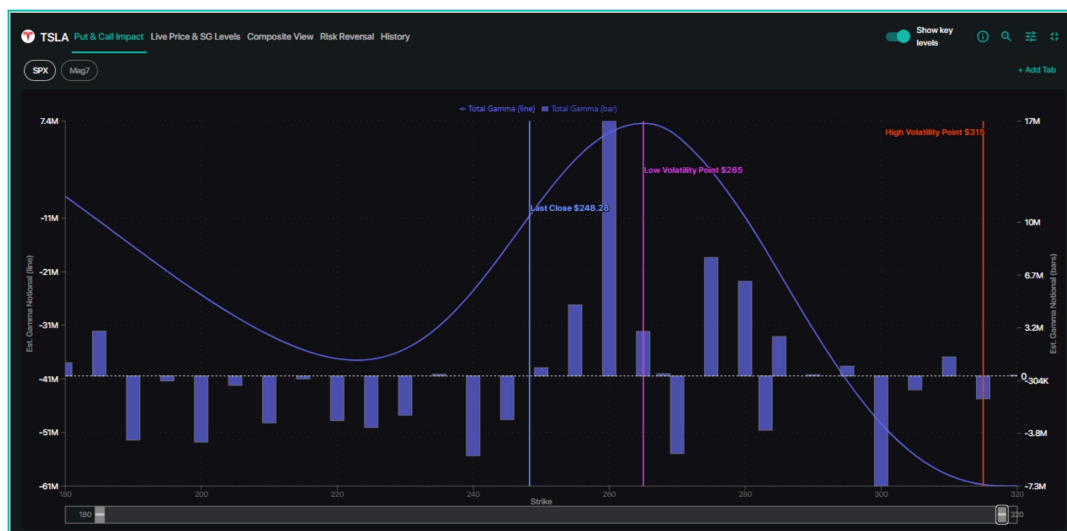 TSLA Put & Call Impact Live Price & SG Levels Composite View Risk Reversal History
Show key levels
SPX Mag7
+ Add Tab
Total Gamma (line) Total Gamma (bar)
7.4M
-11M
-21M
-31M
-41M
-51M
-61M
Est. Gamma Notional (line)
Last Close $248.28
Low Volatility Point $265
High Volatility Point $315
17M
10M
6.7M
3.2M
0
-304K
-3.8M
-7.3M
Est. Gamma Notional (bars)
180 200 220 240 260 280 300 320
Strike
180 320